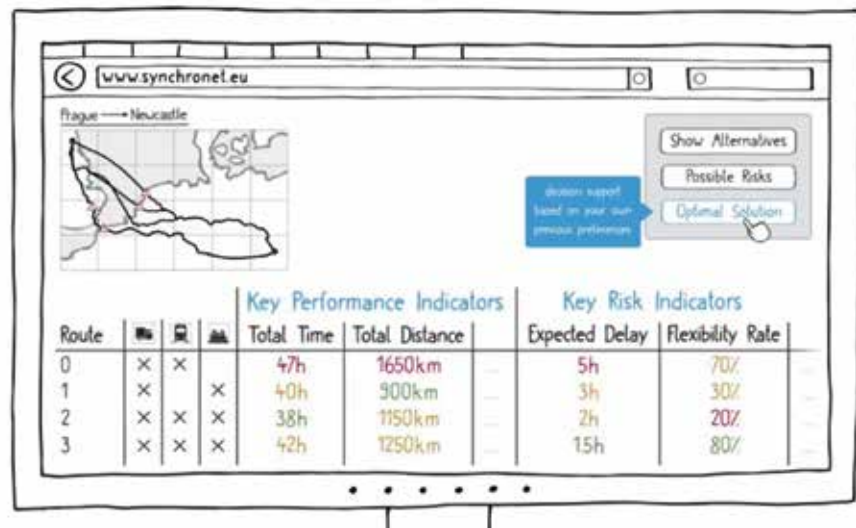 www.synchronet.eu
Prague → Newcastle
Show Alternatives
Possible Risks
Optimal Solution
decision support
based on your own
previous preferences
Key Performance Indicators Key Risk Indicators
Route Total Time Total Distance ... Expected Delay Flexibility Rate ...
0 X X 47h 1650km ... 5h 70% ...
1 X X 40h 900km ... 3h 30% ...
2 X X X 38h 1150km ... 2h 20% ...
3 X X X 42h 1250km ... 1.5h 80% ...